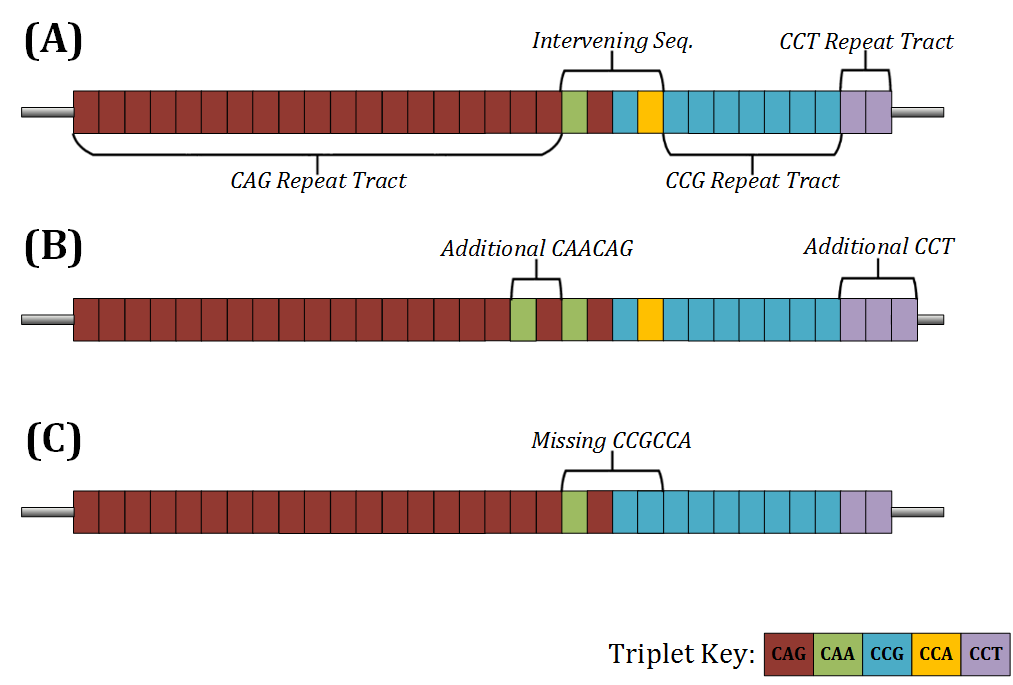 (A)
Intervening Seq.
CCT Repeat Tract
CAG Repeat Tract
CCG Repeat Tract
(B)
Additional CAACAG
Additional CCT
(C)
Missing CCGCCA
Triplet Key: CAG CAA CCG CCA CCT